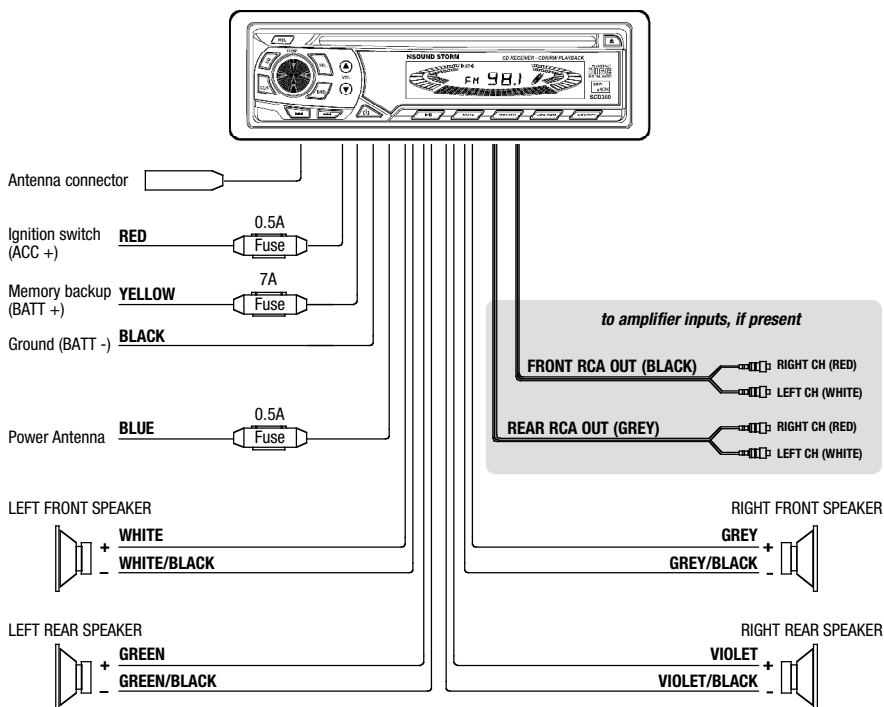 REL
NSOUND STORM
CD RECEIVER - CDR/RW PLAYBACK
VOL
FM 98.1
SCD300
Antenna connector
Ignition switch
(ACC +)
RED
0.5A
Fuse
Memory backup
(BATT +)
YELLOW
7A
Fuse
Ground (BATT -)
BLACK
Power Antenna
BLUE
0.5A
Fuse
to amplifier inputs, if present
FRONT RCA OUT (BLACK)
RIGHT CH (RED)
LEFT CH (WHITE)
REAR RCA OUT (GREY)
RIGHT CH (RED)
LEFT CH (WHITE)
LEFT FRONT SPEAKER
+ WHITE
– WHITE/BLACK
RIGHT FRONT SPEAKER
GREY +
GREY/BLACK -
LEFT REAR SPEAKER
+ GREEN
– GREEN/BLACK
RIGHT REAR SPEAKER
VIOLET +
VIOLET/BLACK -